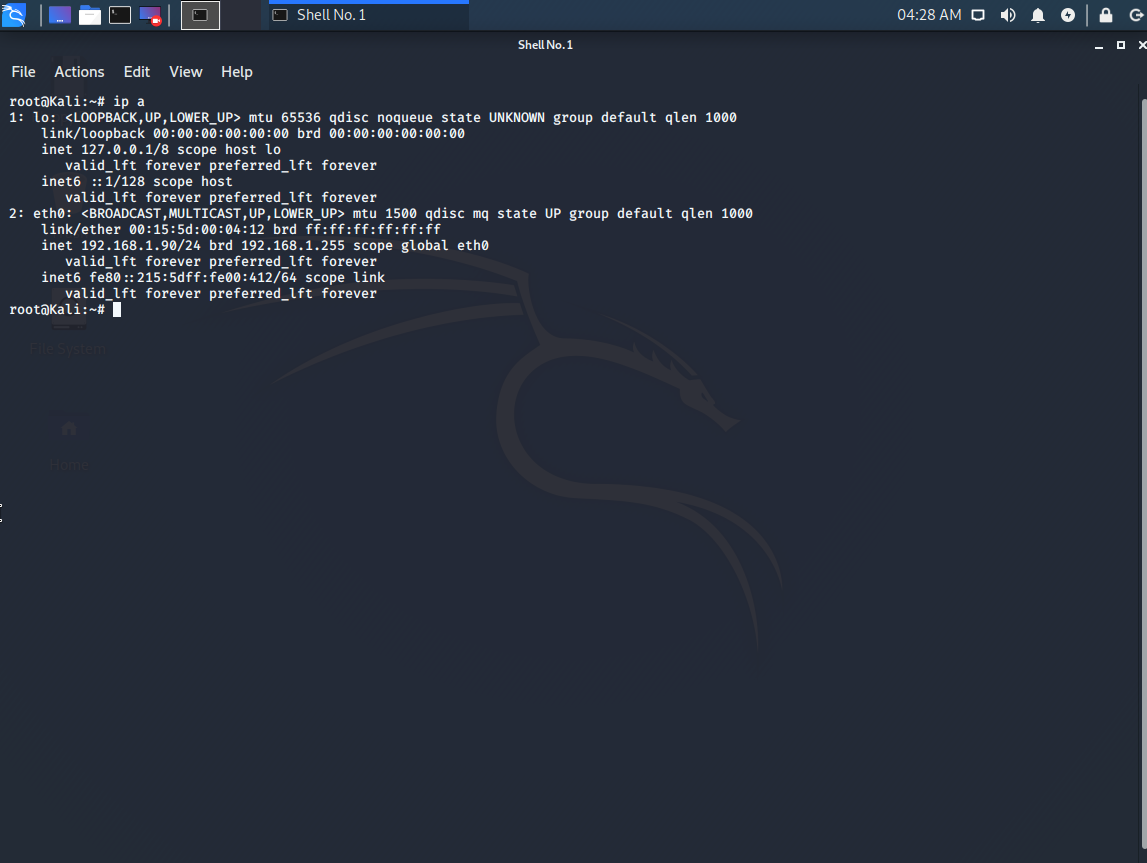 04:28 AM
Shell No. 1
Shell No. 1
File Actions Edit View Help
root@Kali:~# ip a
1: lo: <LOOPBACK,UP,LOWER_UP> mtu 65536 qdisc noqueue state UNKNOWN group default qlen 1000
    link/loopback 00:00:00:00:00:00 brd 00:00:00:00:00:00
    inet 127.0.0.1/8 scope host lo
       valid_lft forever preferred_lft forever
    inet6 ::1/128 scope host
       valid_lft forever preferred_lft forever
2: eth0: <BROADCAST,MULTICAST,UP,LOWER_UP> mtu 1500 qdisc mq state UP group default qlen 1000
    link/ether 00:15:5d:00:04:12 brd ff:ff:ff:ff:ff:ff
    inet 192.168.1.90/24 brd 192.168.1.255 scope global eth0
       valid_lft forever preferred_lft forever
    inet6 fe80::215:5dff:fe00:412/64 scope link
       valid_lft forever preferred_lft forever
root@Kali:~#
File System
Home